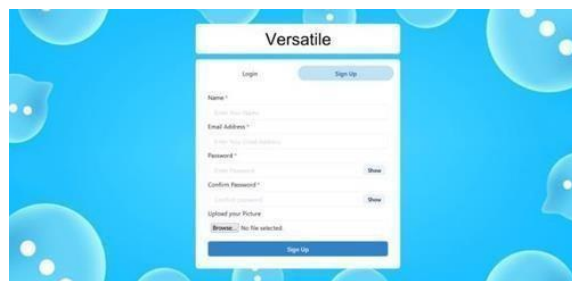 Versatile
Login Sign Up
Name *
Enter Your Name
Email Address *
Enter Your Email Address
Password *
Enter Password Show
Confirm Password *
Confirm password Show
Upload your Picture
Browse... No file selected.
Sign Up